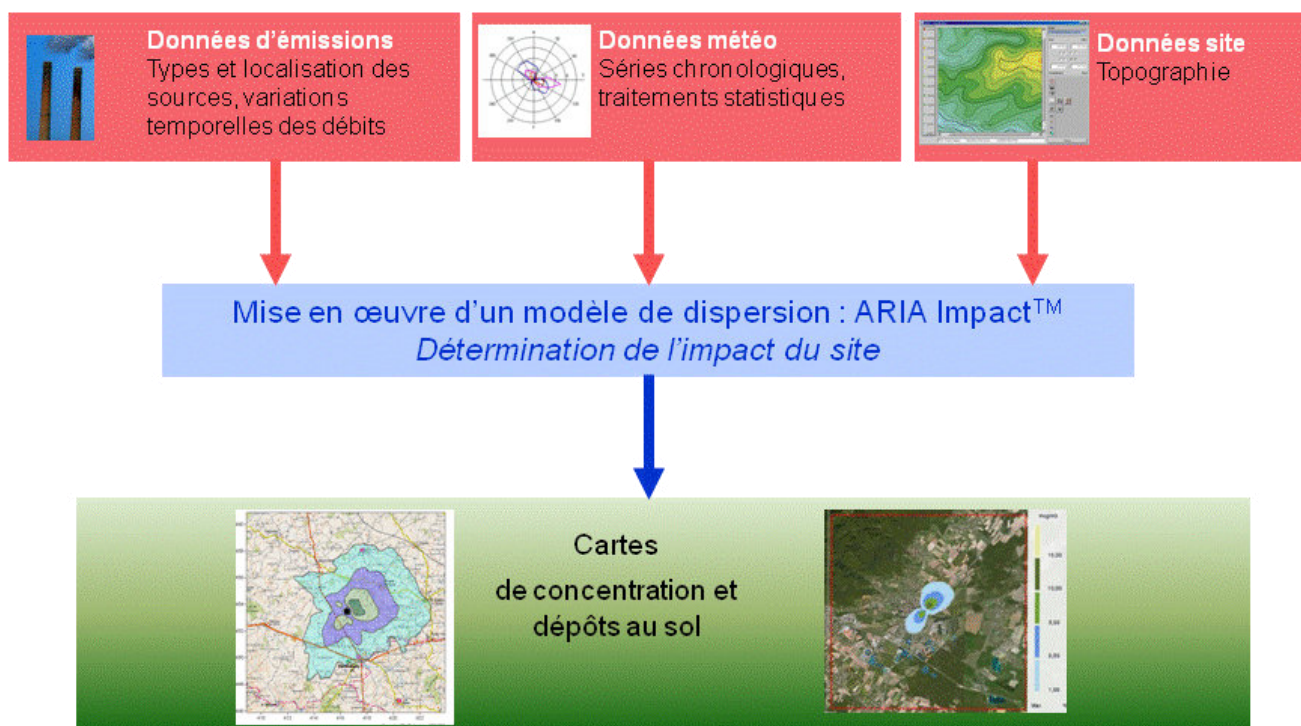 Données d'émissions
Types et localisation des
sources, variations
temporelles des débits
Données météo
Séries chronologiques,
traitements statistiques
Données site
Topographie
Mise en œuvre d'un modèle de dispersion : ARIA Impact™
Détermination de l'impact du site
Cartes
de concentration et
dépôts au sol